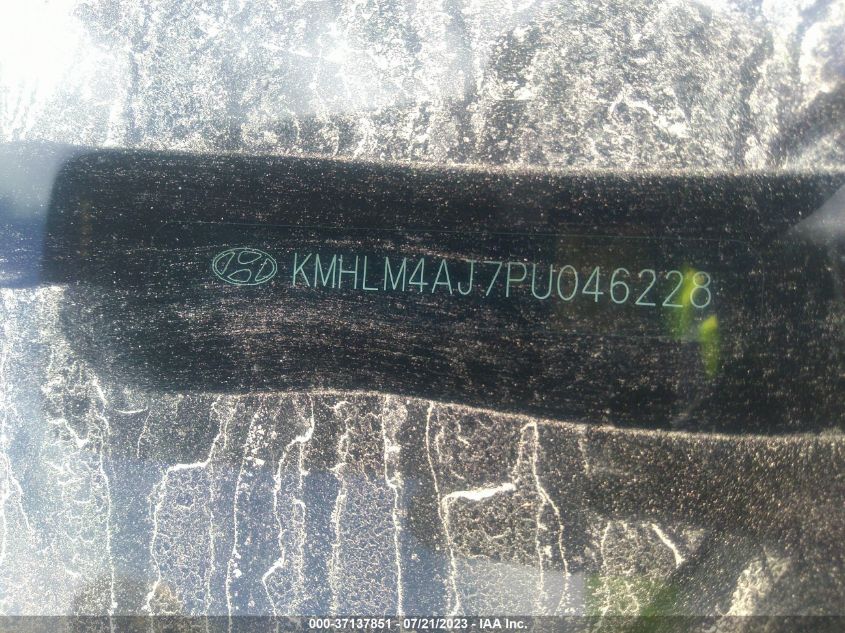 KMHLM4AJ7PU046228
000-37137851 / 07/21/2023 - IAA Inc.